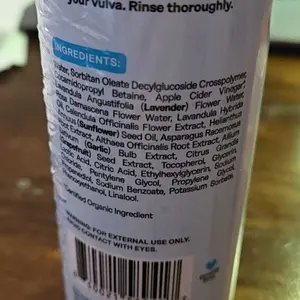 your vulva. Rinse thoroughly.
INGREDIENTS:
Water, Sorbitan Oleate Decylglucoside Crosspolymer,
Cocamidopropyl Betaine, Apple Cider Vinegar*,
Lavandula Angustifolia (Lavender) Flower Water,
Rosa Damascena Flower Water, Lavandula Hybrida
Oil, Calendula Officinalis Flower Extract, Helianthus
(Sunflower) Seed Oil, Asparagus Racemosa
Root Extract, Althaea Officinalis Root Extract, Allium
(Garlic) Bulb Extract, Citrus Grandis
(Grapefruit) Seed Extract, Tocopherol, Glycerin,
Citric Acid, Ethylhexylglycerin, Sodium
Pentylene Glycol, Propylene Glycol,
Sodium Benzoate, Potassium Sorbate,
Phenoxyethanol, Linalool.
Certified Organic Ingredient
WARNING: FOR EXTERNAL USE ONLY.
AVOID CONTACT WITH EYES.